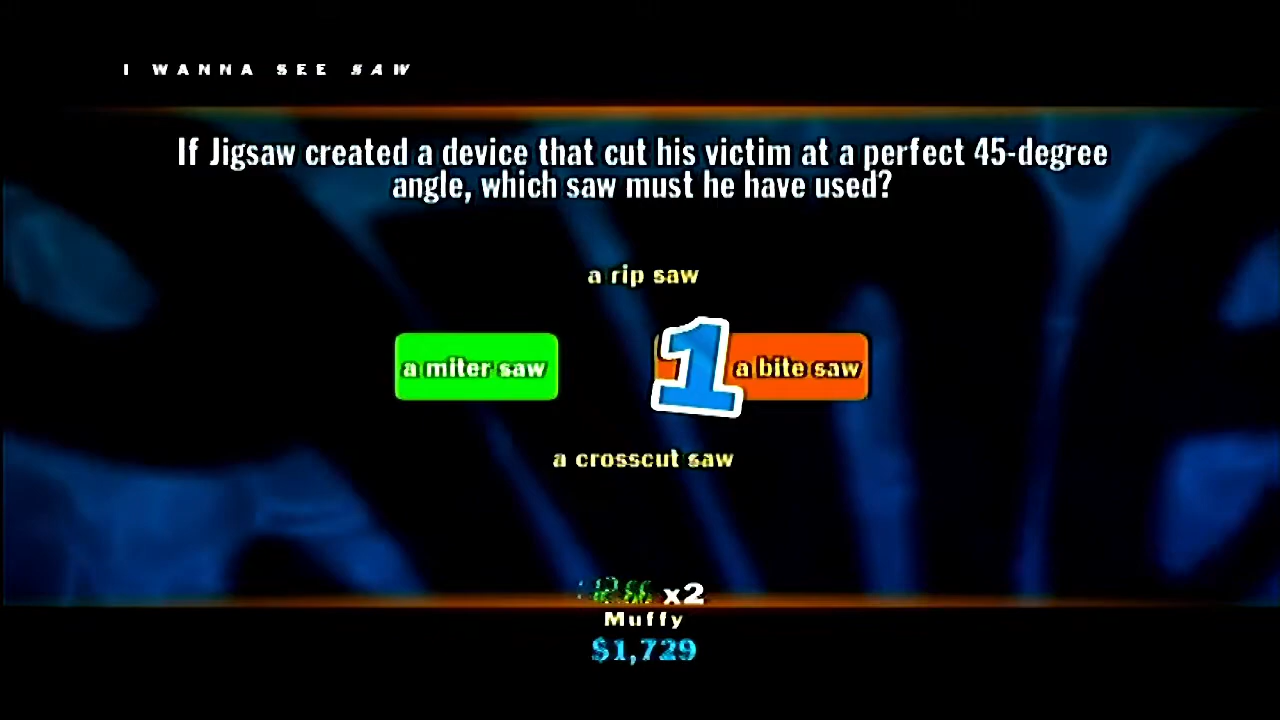 I WANNA SEE SAW
If Jigsaw created a device that cut his victim at a perfect 45-degree
angle, which saw must he have used?
a rip saw
a miter saw
1 a bite saw
a crosscut saw
x2
Muffy
$1,729